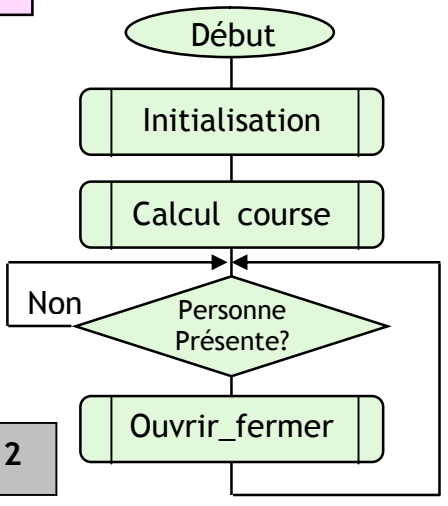 Début
Initialisation
Calcul course
Non
Personne
Présente?
Ouvrir_fermer
2